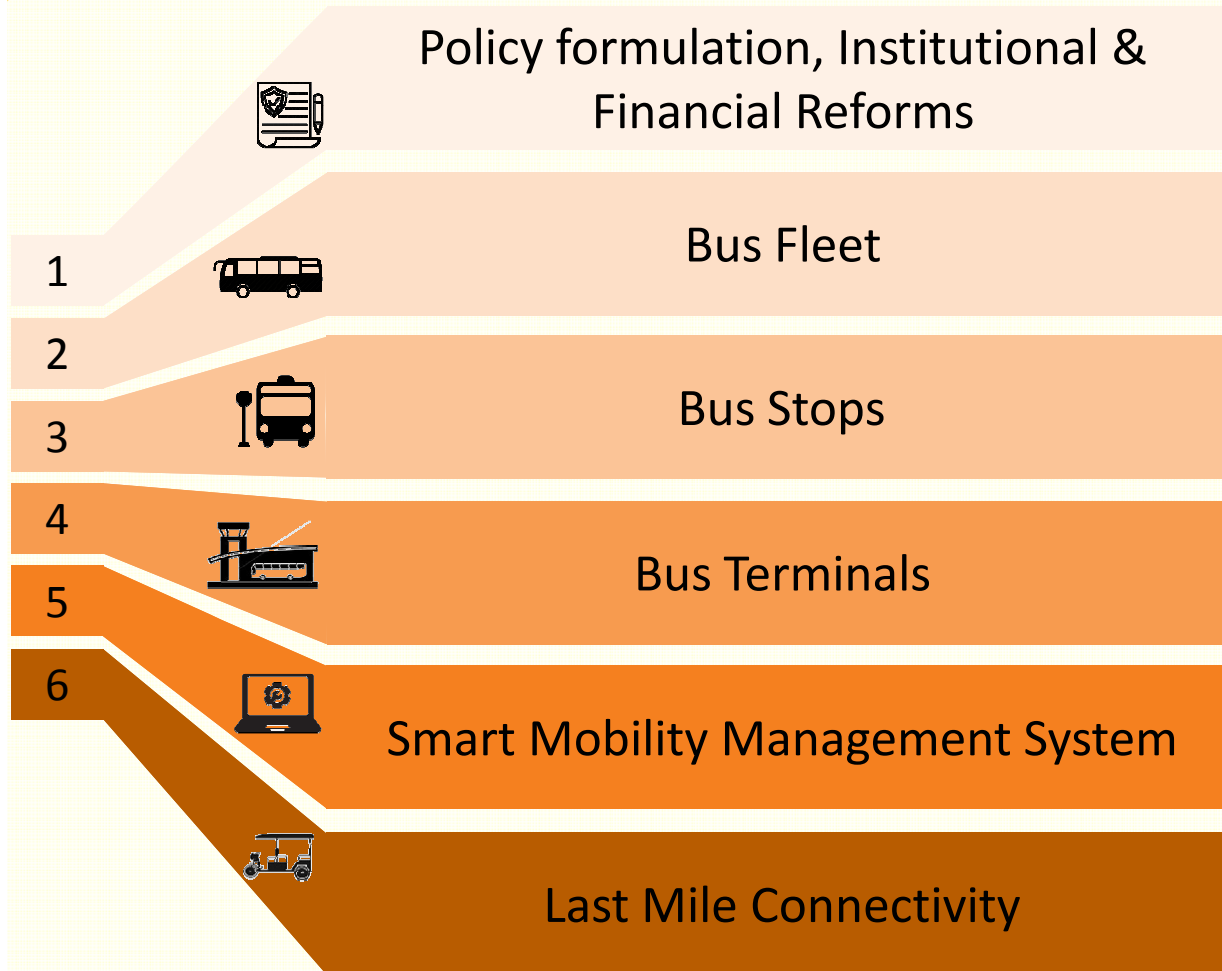 Policy formulation, Institutional &
Financial Reforms
1
Bus Fleet
2
Bus Stops
3
Bus Terminals
4
Smart Mobility Management System
5
Last Mile Connectivity
6